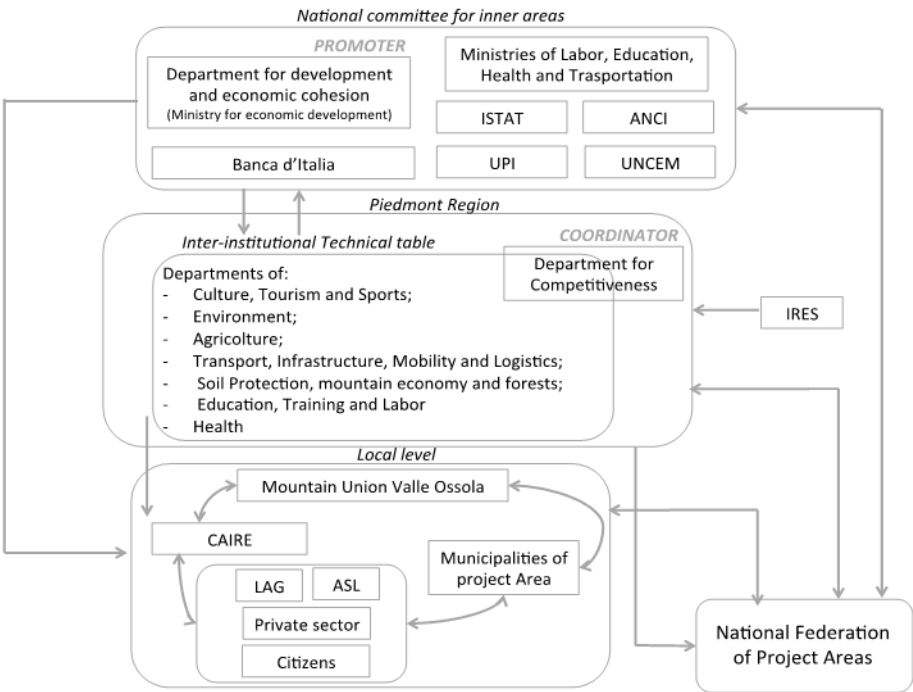 National committee for inner areas
PROMOTER
Department for development
and economic cohesion
(Ministry for economic development)
Ministries of Labor, Education,
Health and Trasportation
ISTAT
ANCI
Banca d'Italia
UPI
UNCEM
Piedmont Region
COORDINATOR
Inter-institutional Technical table
Department for
Competitiveness
Departments of:
- Culture, Tourism and Sports;
- Environment;
- Agricolture;
- Transport, Infrastructure, Mobility and Logistics;
- Soil Protection, mountain economy and forests;
- Education, Training and Labor
- Health
IRES
Local level
Mountain Union Valle Ossola
CAIRE
Municipalities of
project Area
LAG
ASL
Private sector
Citizens
National Federation
of Project Areas